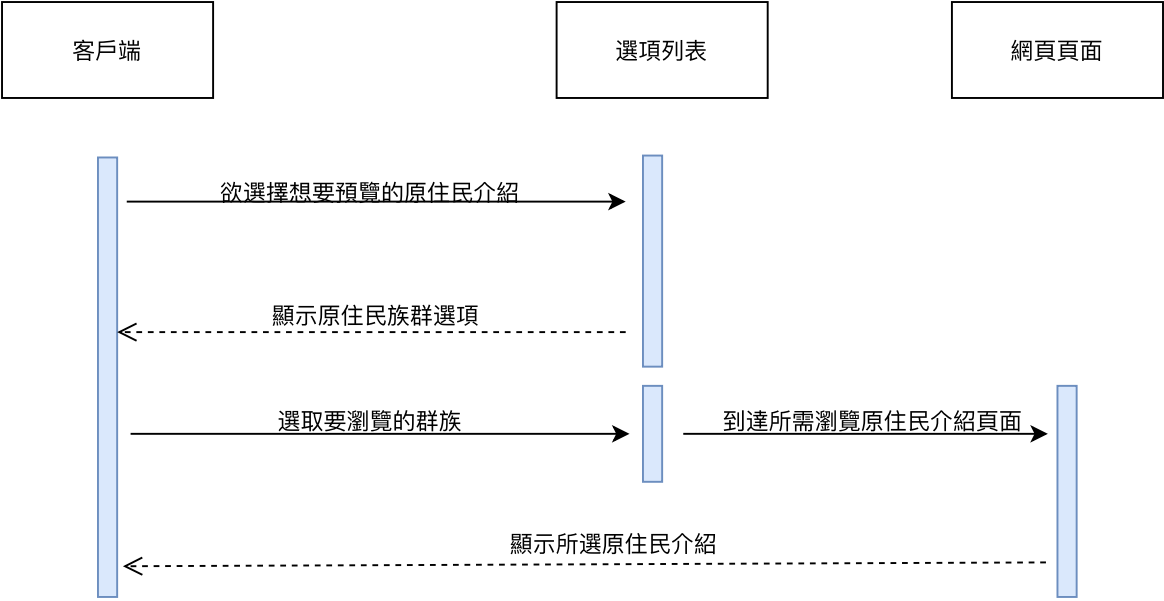 客戶端
選項列表
網頁頁面
欲選擇想要預覽的原住民介紹
顯示原住民族群選項
選取要瀏覽的群族
到達所需瀏覽原住民介紹頁面
顯示所選原住民介紹